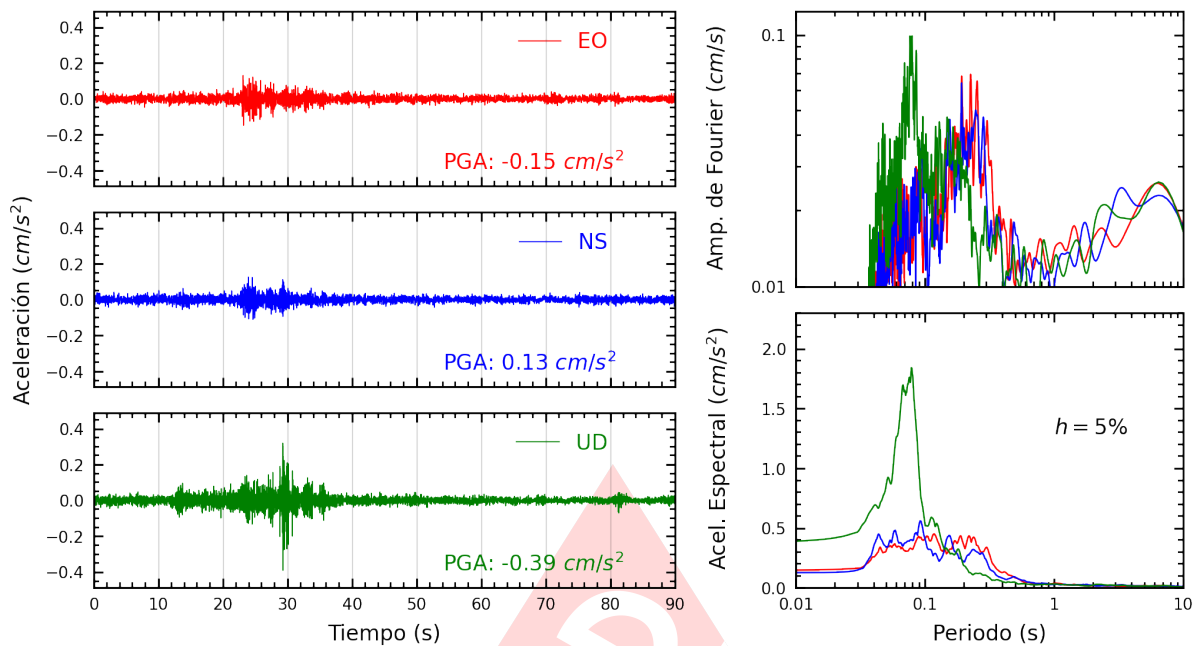 Aceleración (cm/s²)
0.4
0.2
0.0
−0.2
−0.4
EO
PGA: -0.15 cm/s²
0.4
0.2
0.0
−0.2
−0.4
NS
PGA: 0.13 cm/s²
0.4
0.2
0.0
−0.2
−0.4
UD
PGA: -0.39 cm/s²
0 10 20 30 40 50 60 70 80 90
Tiempo (s)
Amp. de Fourier (cm/s)
0.1
0.01
Acel. Espectral (cm/s²)
2.0
1.5
1.0
0.5
0.0
h = 5%
0.01 0.1 1 10
Periodo (s)